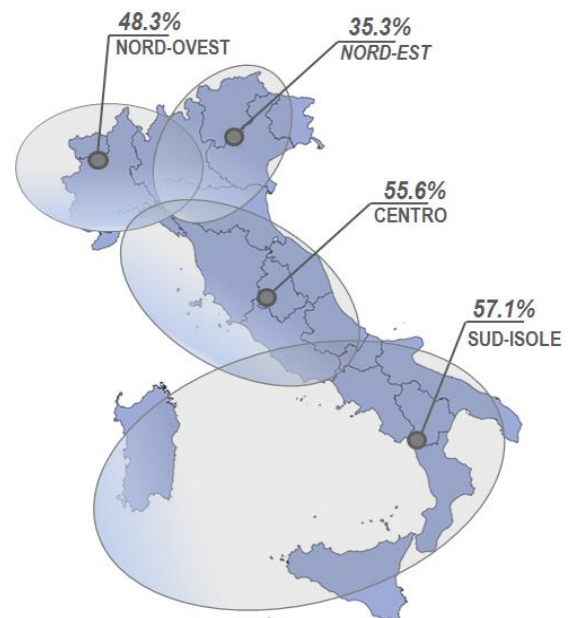 48.3%
NORD-OVEST
35.3%
NORD-EST
55.6%
CENTRO
57.1%
SUD-ISOLE